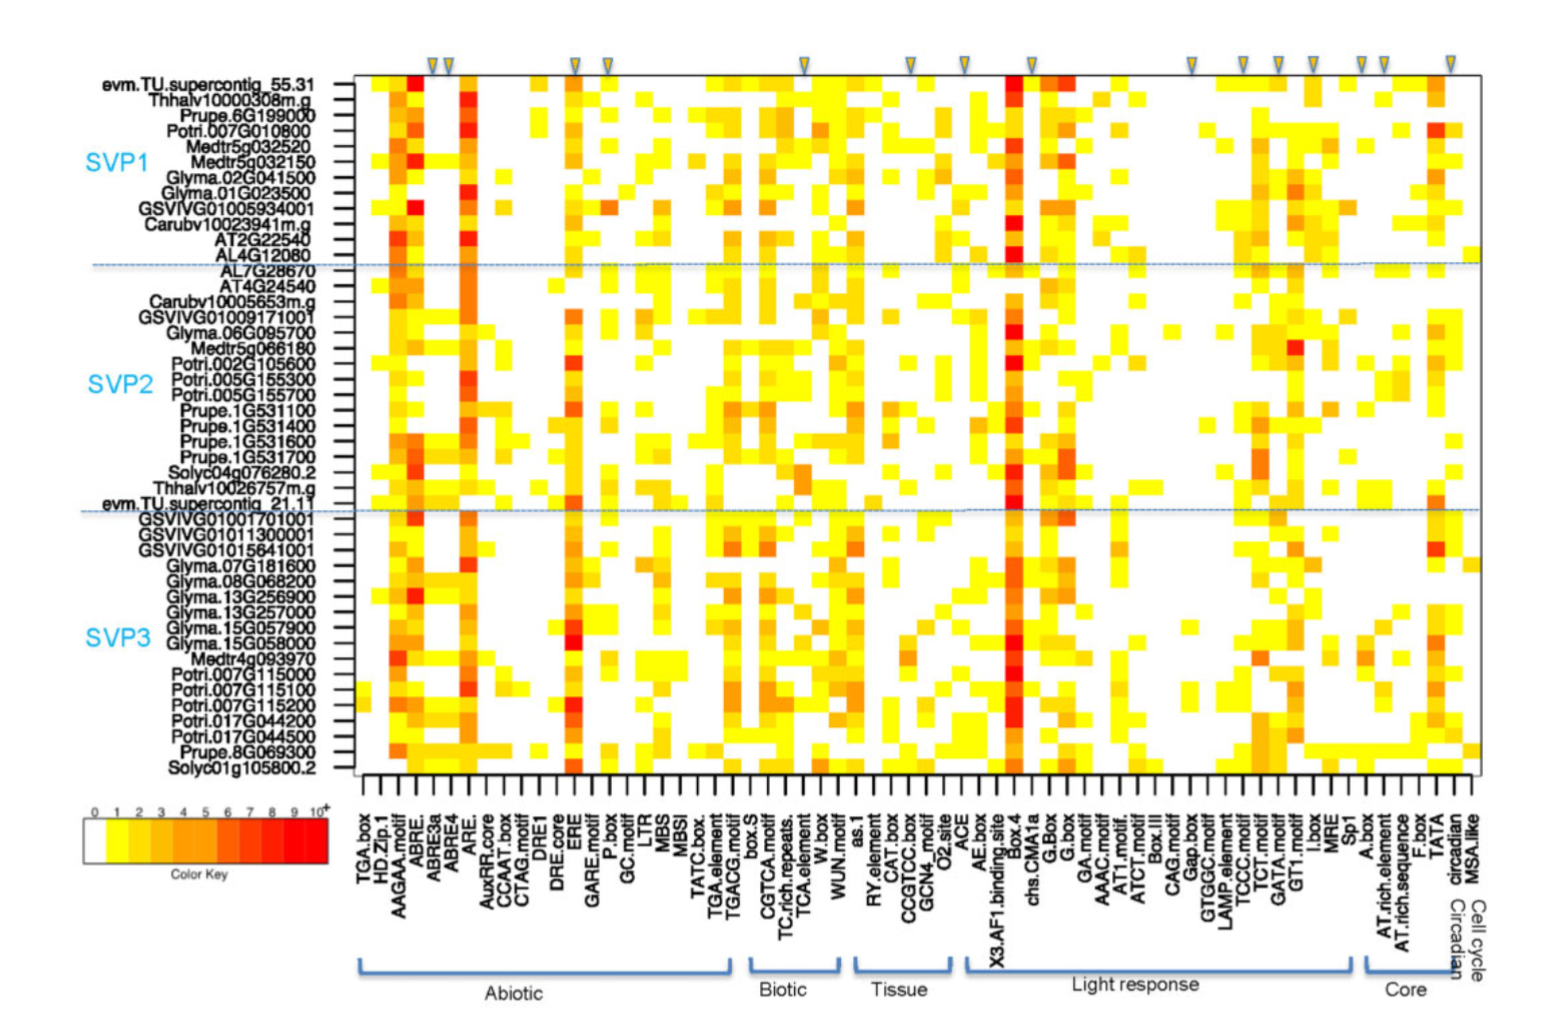 evm.TU.supercontig_55.31
Thhalv10000308m.g
Prupe.6G199000
Potri.007G010800
Medtr5g032520
SVP1
Medtr5g032150
Glyma.02G041500
Glyma.01G023500
GSVIVG01005934001
Carubv10023941m.g
AT2G22540
AL4G12080
AL7G28670
AT4G24540
Carubv10005653m.g
GSVIVG01009171001
Glyma.06G095700
Medtr5g066180
Potri.002G105600
SVP2
Potri.005G155300
Potri.005G155700
Prupe.1G531100
Prupe.1G531400
Prupe.1G531600
Prupe.1G531700
Solyc04g076280.2
Thhalv10026757m.g
evm.TU.supercontig_21.11
GSVIVG01001701001
GSVIVG01011300001
GSVIVG01015641001
Glyma.07G181600
Glyma.08G068200
Glyma.13G256900
Glyma.13G257000
Glyma.15G057900
SVP3
Glyma.15G058000
Medtr4g093970
Potri.007G115000
Potri.007G115100
Potri.007G115200
Potri.017G044200
Potri.017G044500
Prupe.8G069300
Solyc01g105800.2
0 1 2 3 4 5 6 7 8 9 10+
Color Key
TGA.box
HD.Zip.1
AAGAA.motif
ABRE.
ABRE3a
ABRE4
ARE.
AuxRR.core
CCAAT.box
CTAG.motif
DRE1
DRE.core
ERE
GARE.motif
P.box
GC.motif
LTR
MBS
MBSI
TATC.box.
TGA.element
TGACG.motif
box.S
CGTCA.motif
TC.rich.repeats.
TCA.element
W.box
WUN.motif
as.1
RY.element
CAT.box
CCGTCC.box
GCN4_motif
O2.site
ACE
AE.box
X3.AF1.binding.site
Box.4
chs.CMA1a
G.Box
G.box
GA.motif
AAAC.motif
AT1.motif.
ATCT.motif
Box.III
CAG.motif
Gap.box
GTGGC.motif
LAMP.element
TCCC.motif
TCT.motif
GATA.motif
GT1.motif
I.box
MRE
Sp1
A.box
AT.rich.element
AT.rich.sequence
F.box
TATA
circadian
MSA.like
Circadian
Cell cycle
Abiotic
Biotic
Tissue
Light response
Core